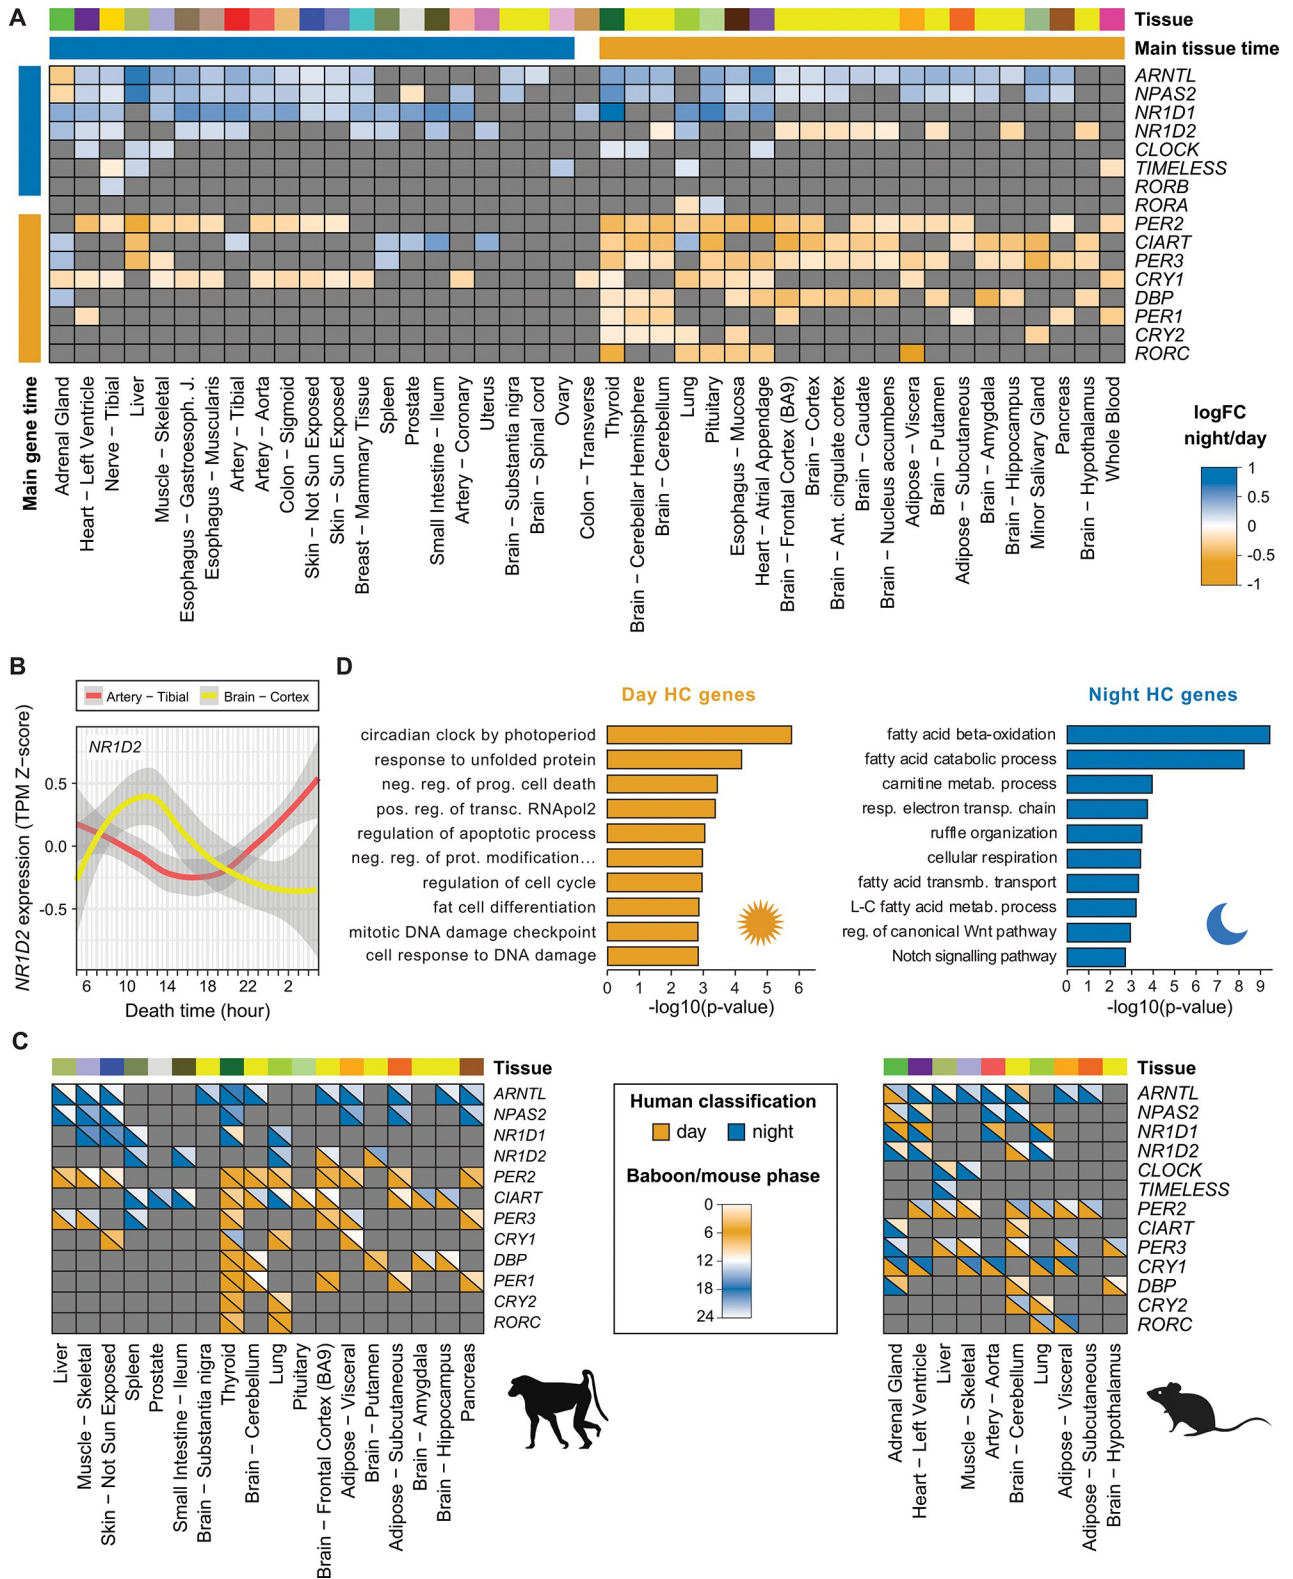 A
Tissue
Main tissue time
ARNTL
NPAS2
NR1D1
NR1D2
CLOCK
TIMELESS
RORB
RORA
PER2
CIART
PER3
CRY1
DBP
PER1
CRY2
RORC
Main gene time
Adrenal Gland
Heart – Left Ventricle
Nerve – Tibial
Liver
Muscle – Skeletal
Esophagus – Gastroesoph. J.
Esophagus – Muscularis
Artery – Tibial
Artery – Aorta
Colon – Sigmoid
Skin – Not Sun Exposed
Skin – Sun Exposed
Breast – Mammary Tissue
Spleen
Prostate
Small Intestine – Ileum
Artery – Coronary
Uterus
Brain – Substantia nigra
Brain – Spinal cord
Ovary
Colon – Transverse
Thyroid
Brain – Cerebellar Hemisphere
Brain – Cerebellum
Lung
Pituitary
Esophagus – Mucosa
Heart – Atrial Appendage
Brain – Frontal Cortex (BA9)
Brain – Cortex
Brain – Ant. cingulate cortex
Brain – Caudate
Brain – Nucleus accumbens
Adipose – Viscera
Brain – Putamen
Adipose – Subcutaneous
Brain – Amygdala
Brain – Hippocampus
Minor Salivary Gland
Pancreas
Brain – Hypothalamus
Whole Blood
logFC
night/day
1
0.5
0
-0.5
-1
B
Artery – Tibial
Brain – Cortex
NR1D2
NR1D2 expression (TPM Z–score)
0.5
0.0
-0.5
6 10 14 18 22 2
Death time (hour)
D
Day HC genes
circadian clock by photoperiod
response to unfolded protein
neg. reg. of prog. cell death
pos. reg. of transc. RNApol2
regulation of apoptotic process
neg. reg. of prot. modification...
regulation of cell cycle
fat cell differentiation
mitotic DNA damage checkpoint
cell response to DNA damage
0 1 2 3 4 5 6
-log10(p-value)
Night HC genes
fatty acid beta-oxidation
fatty acid catabolic process
carnitine metab. process
resp. electron transp. chain
ruffle organization
cellular respiration
fatty acid transmb. transport
L-C fatty acid metab. process
reg. of canonical Wnt pathway
Notch signalling pathway
0 1 2 3 4 5 6 7 8 9
-log10(p-value)
C
Tissue
ARNTL
NPAS2
NR1D1
NR1D2
PER2
CIART
PER3
CRY1
DBP
PER1
CRY2
RORC
Liver
Muscle – Skeletal
Skin – Not Sun Exposed
Spleen
Prostate
Small Intestine – Ileum
Brain – Substantia nigra
Thyroid
Brain – Cerebellum
Lung
Pituitary
Brain – Frontal Cortex (BA9)
Adipose – Visceral
Brain – Putamen
Adipose – Subcutaneous
Brain – Amygdala
Brain – Hippocampus
Pancreas
Human classification
day
night
Baboon/mouse phase
0
6
12
18
24
Tissue
ARNTL
NPAS2
NR1D1
NR1D2
CLOCK
TIMELESS
PER2
CIART
PER3
CRY1
DBP
CRY2
RORC
Adrenal Gland
Heart – Left Ventricle
Liver
Muscle – Skeletal
Artery – Aorta
Brain – Cerebellum
Lung
Adipose – Visceral
Adipose – Subcutaneous
Brain – Hypothalamus